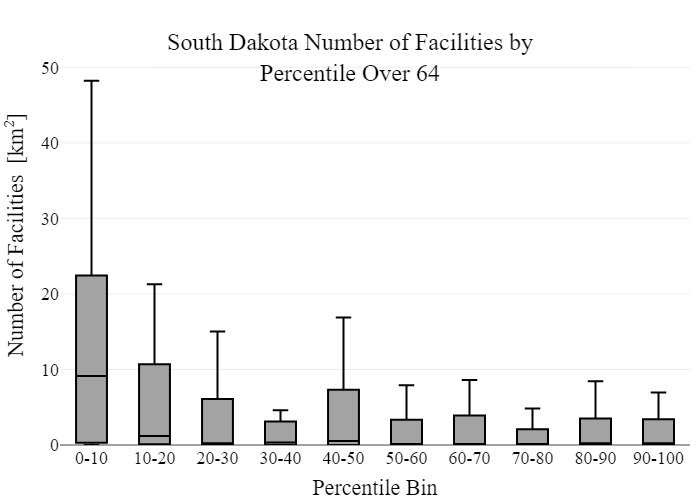 South Dakota Number of Facilities by
Percentile Over 64
Number of Facilities [km²]
50
40
30
20
10
0
0-10 10-20 20-30 30-40 40-50 50-60 60-70 70-80 80-90 90-100
Percentile Bin